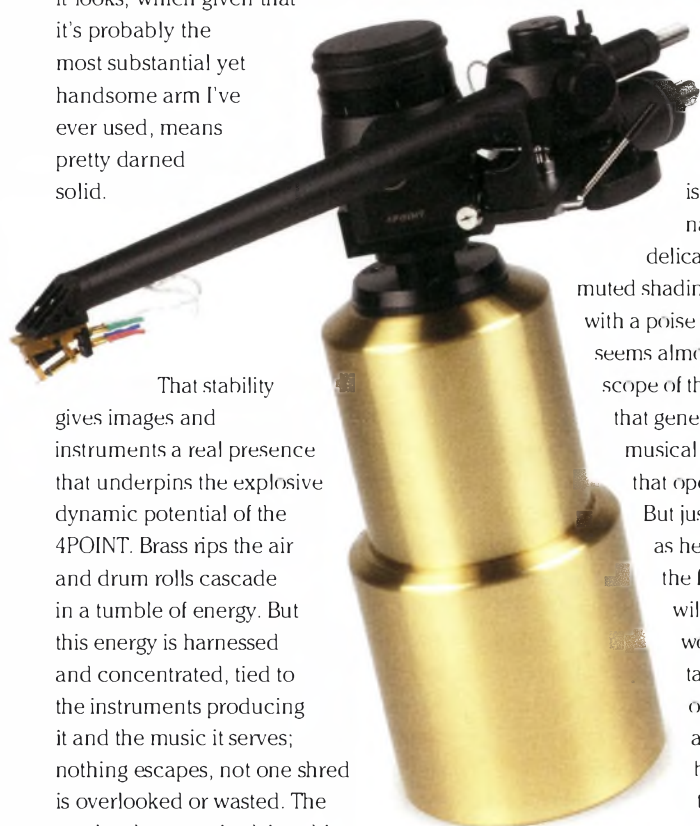 it looks, which given that
it's probably the
most substantial yet
handsome arm I've
ever used, means
pretty darned
solid.
That stability
gives images and
instruments a real presence
that underpins the explosive
dynamic potential of the
4POINT. Brass rips the air
and drum rolls cascade
in a tumble of energy. But
this energy is harnessed
and concentrated, tied to
the instruments producing
it and the music it serves;
nothing escapes, not one shred
is overlooked or wasted. The
4POINT
is
delica
muted shadin
with a poise
seems almo
scope of th
that gene
musical
that ope
But jus
as he
the f
wil
we
ta
o
a
h
t